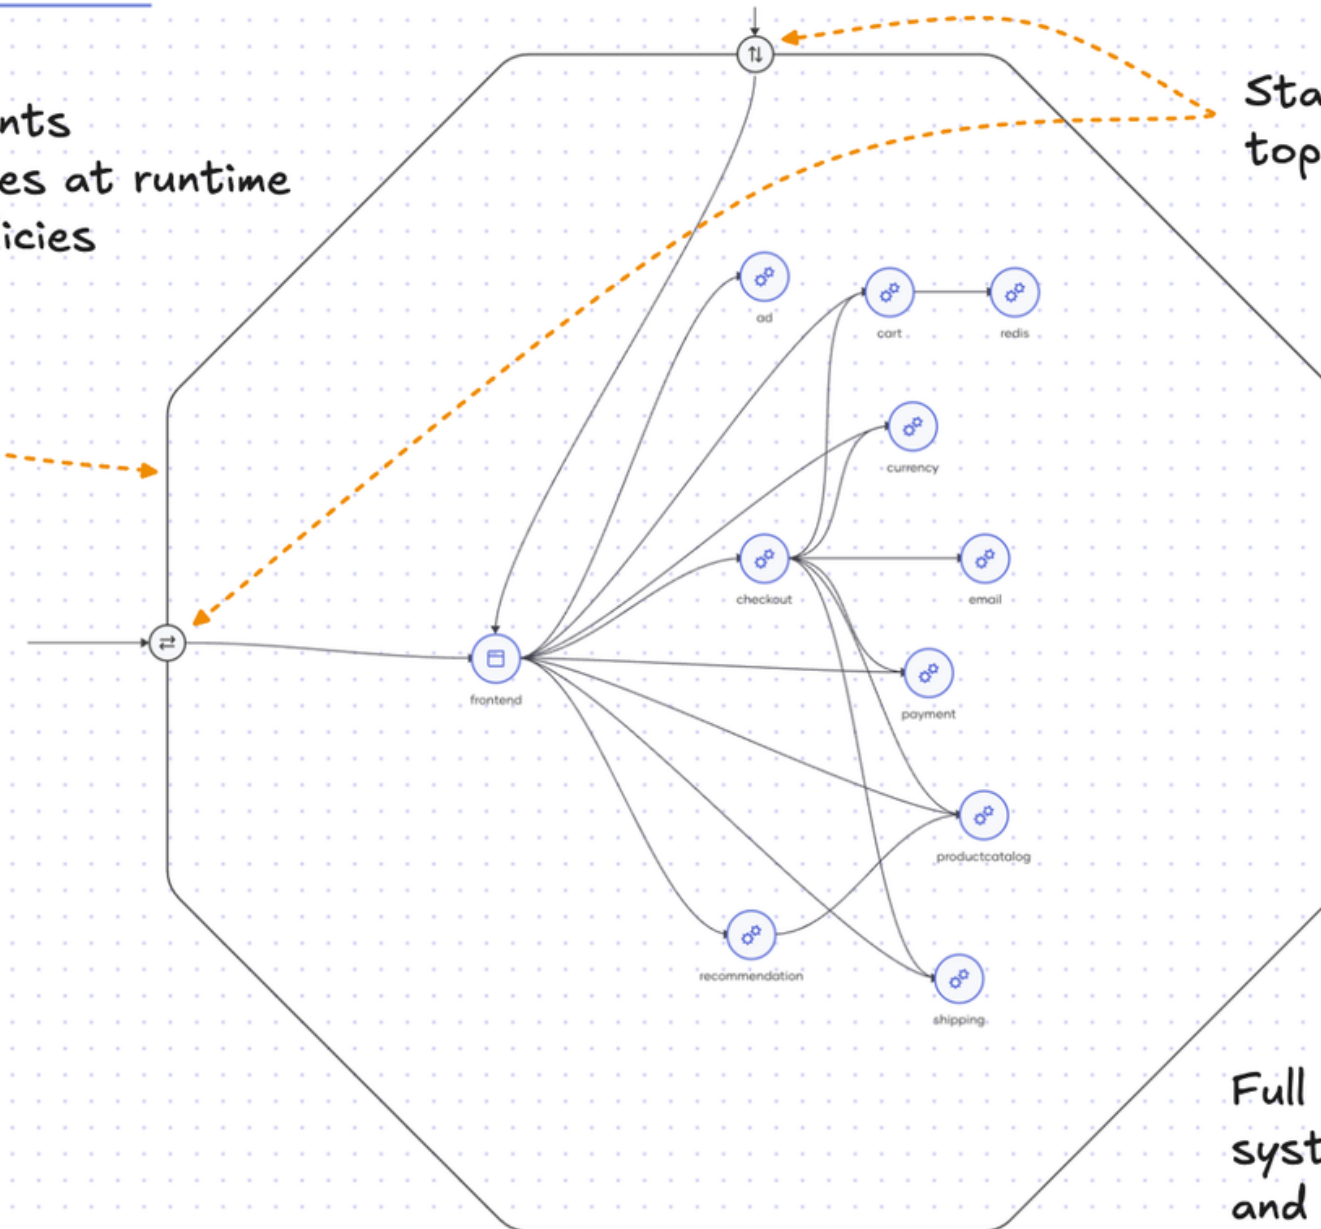 nts
es at runtime
icies
Sta
top
ad
cart
redis
currency
checkout
email
frontend
payment
productcatalog
recommendation
shipping
Full
syst
and